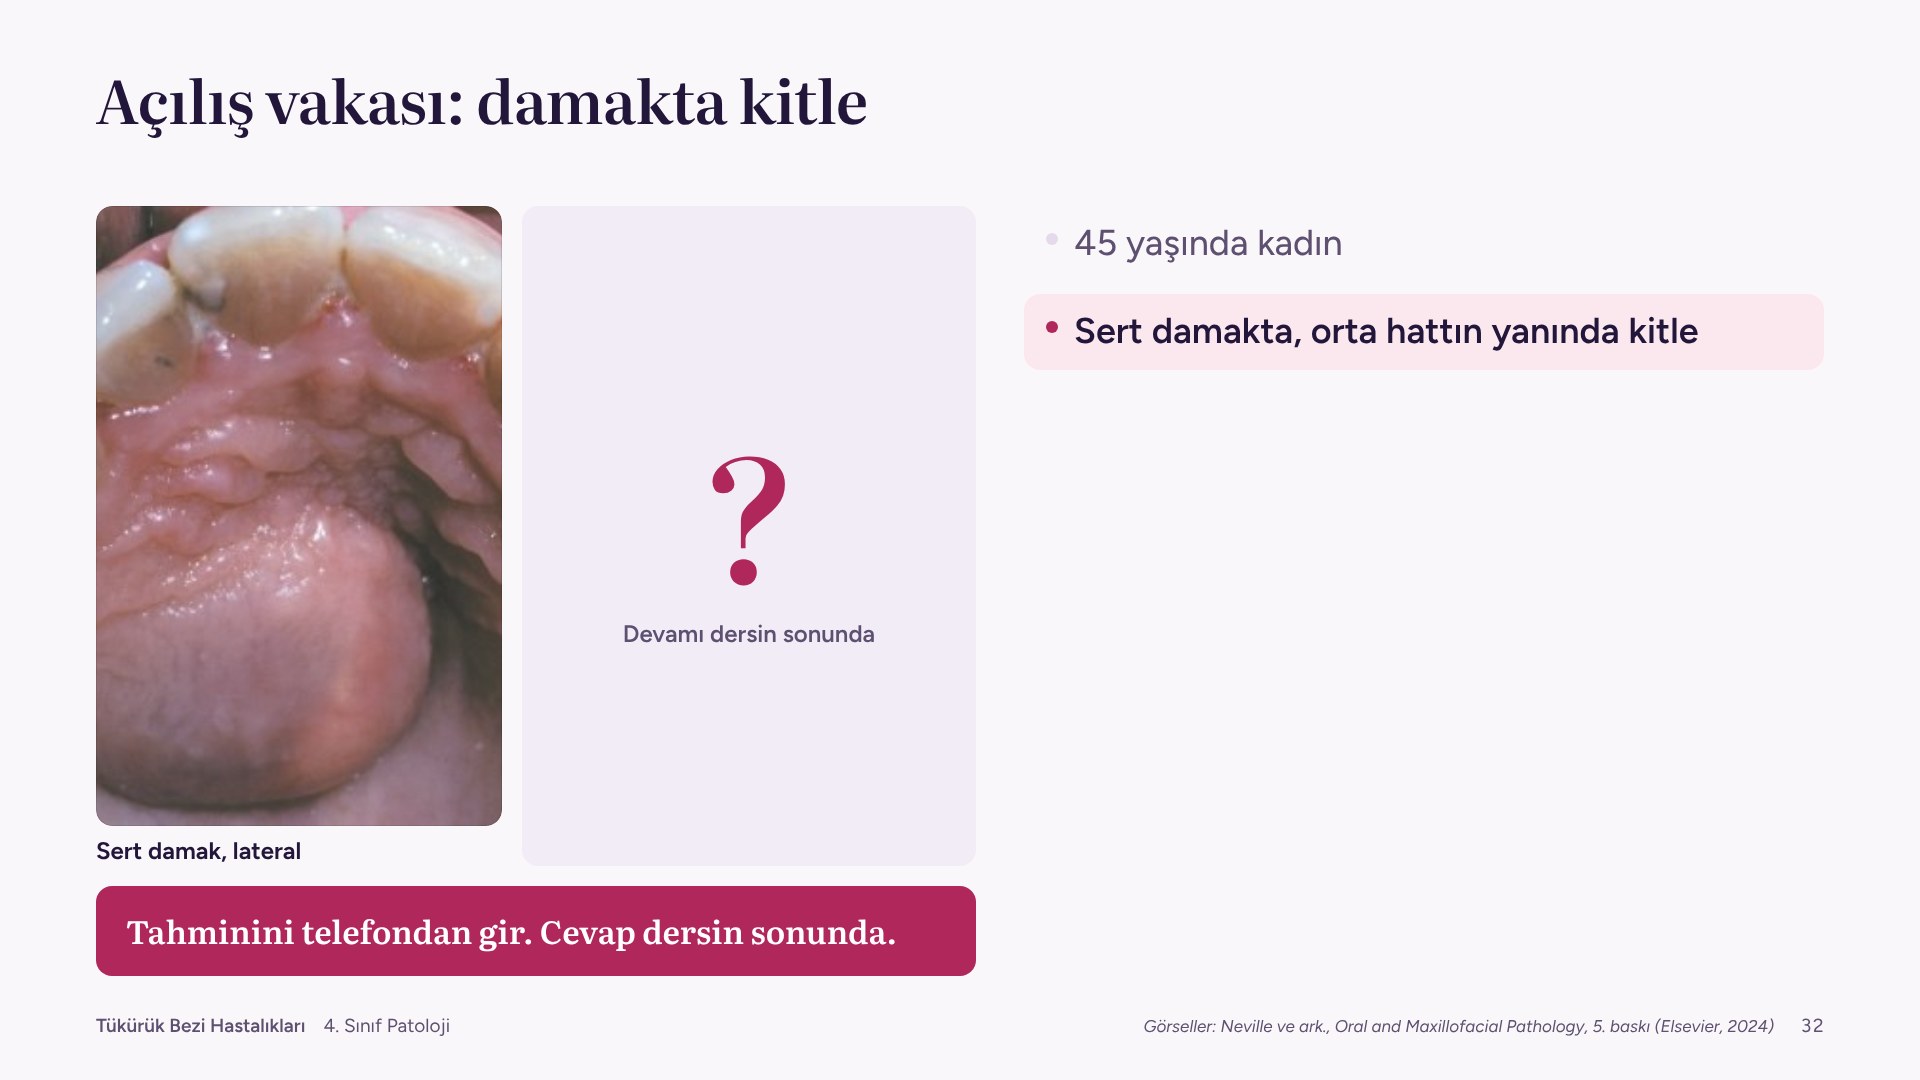 Açılış vakası: damakta kitle
Sert damak, lateral
?
Devamı dersin sonunda
Tahminini telefondan gir. Cevap dersin sonunda.
45 yaşında kadın
Sert damakta, orta hattın yanında kitle
Tükürük Bezi Hastalıkları 4. Sınıf Patoloji
Görseller: Neville ve ark., Oral and Maxillofacial Pathology, 5. baskı (Elsevier, 2024) 32